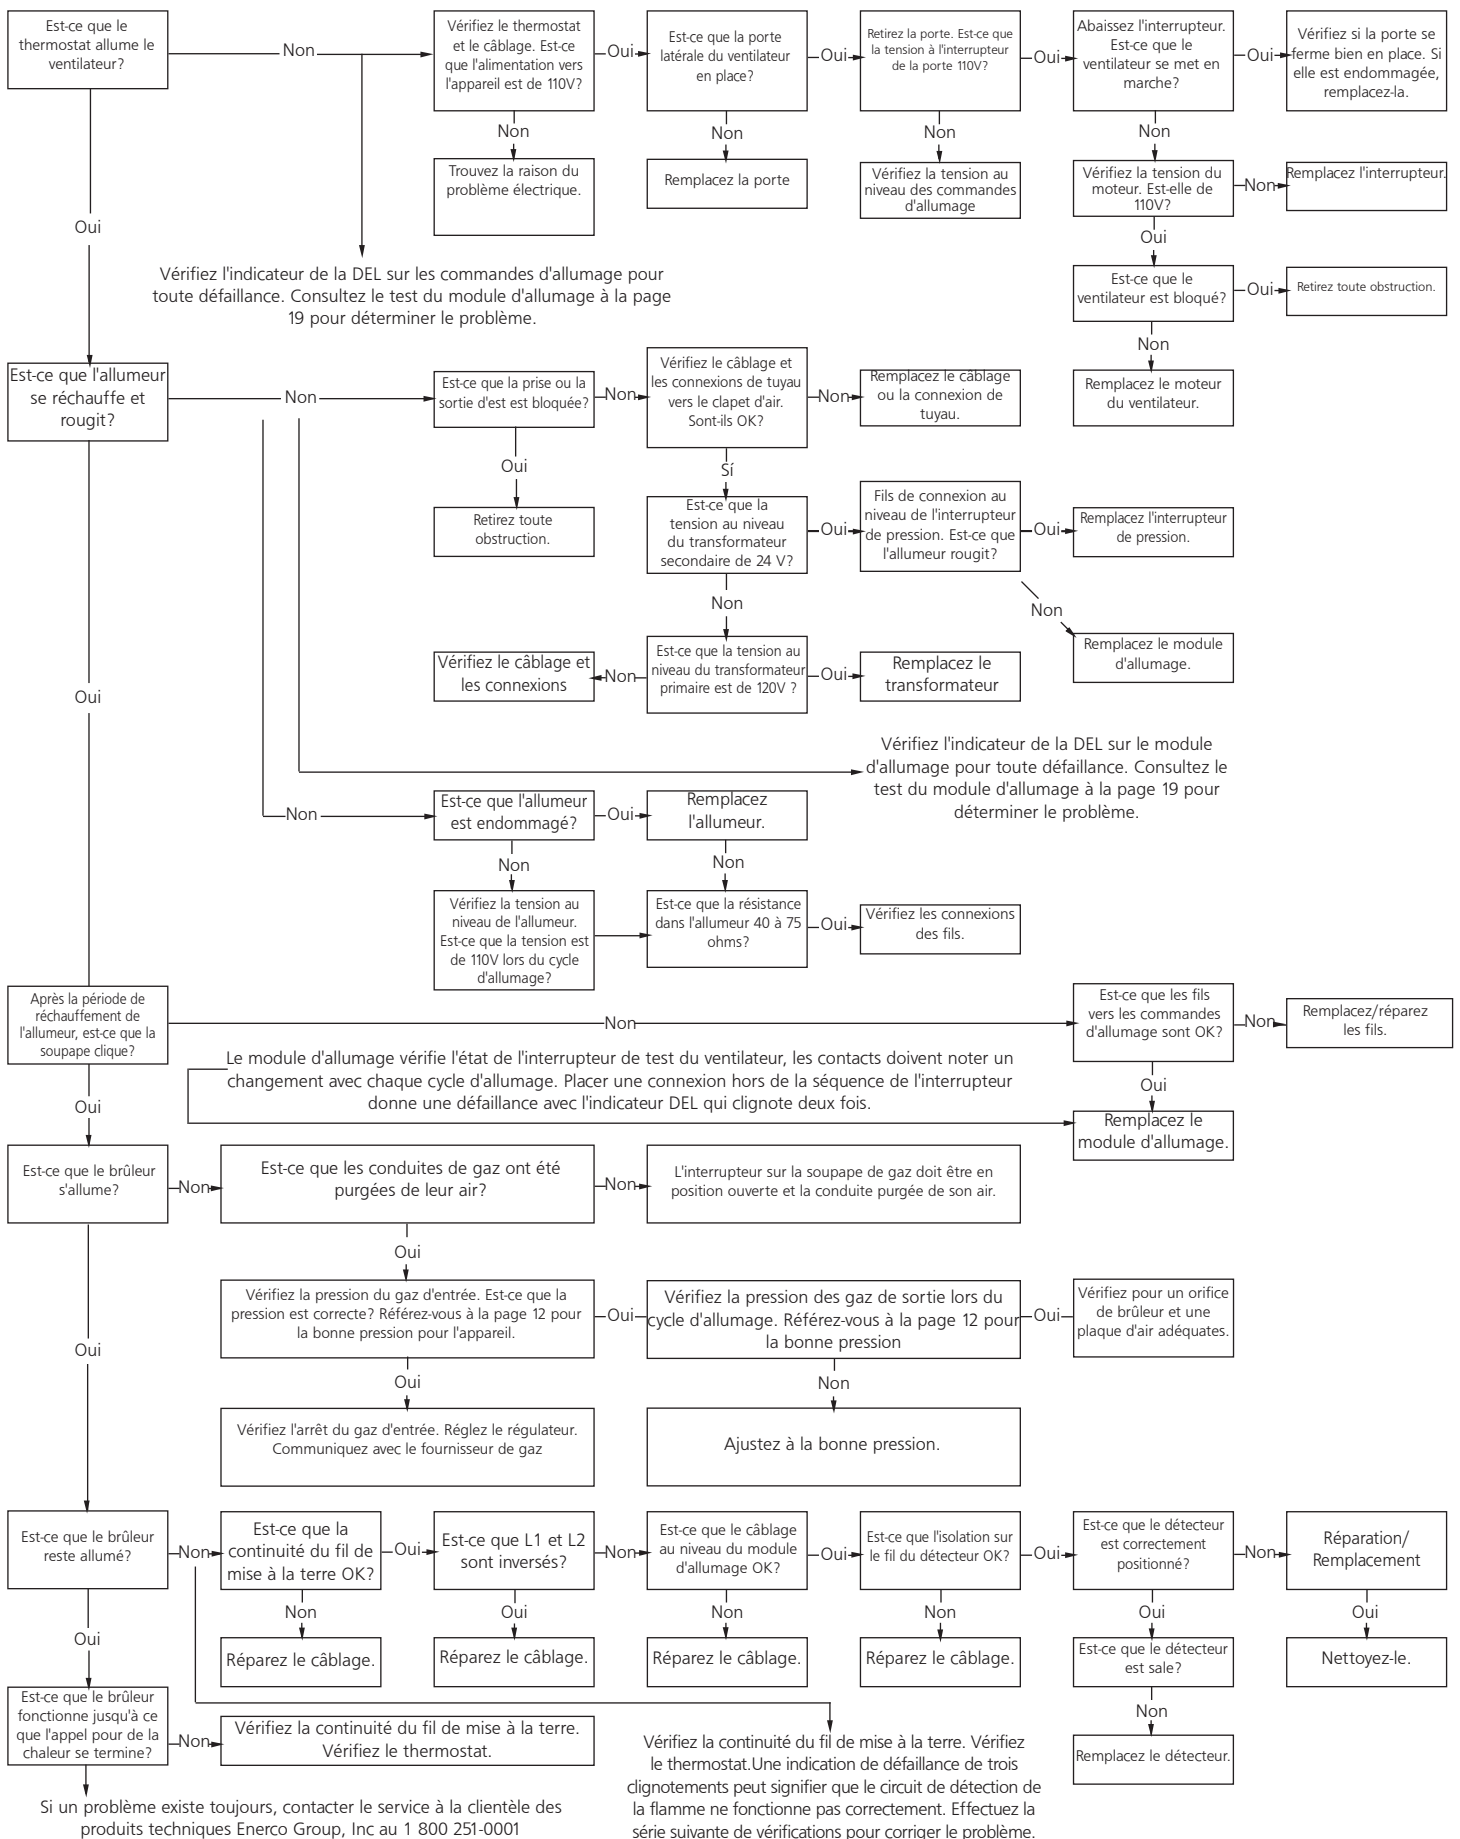 Est-ce que le
thermostat allume le
ventilateur?
Non
Vérifiez le thermostat
et le câblage. Est-ce
que l'alimentation vers
l'appareil est de 110V?
Oui
Est-ce que la porte
latérale du ventilateur
en place?
Oui
Retirez la porte. Est-ce que
la tension à l'interrupteur
de la porte 110V?
Oui
Abaissez l'interrupteur.
Est-ce que le
ventilateur se met en
marche?
Oui
Vérifiez si la porte se
ferme bien en place. Si
elle est endommagée,
remplacez-la.
Non
Non
Non
Non
Trouvez la raison du
problème électrique.
Remplacez la porte
Vérifiez la tension au
niveau des commandes
d'allumage
Vérifiez la tension du
moteur. Est-elle de
110V?
Non
Remplacez l'interrupteur.
Oui
Oui
Vérifiez l'indicateur de la DEL sur les commandes d'allumage pour
toute défaillance. Consultez le test du module d'allumage à la page
19 pour déterminer le problème.
Est-ce que le
ventilateur est bloqué?
Oui
Retirez toute obstruction.
Non
Remplacez le moteur
du ventilateur.
Est-ce que l'allumeur
se réchauffe et
rougit?
Non
Est-ce que la prise ou la
sortie d'est est bloquée?
Non
Vérifiez le câblage et
les connexions de tuyau
vers le clapet d'air.
Sont-ils OK?
Non
Remplacez le câblage
ou la connexion de
tuyau.
Oui
Sí
Retirez toute
obstruction.
Est-ce que la
tension au niveau
du transformateur
secondaire de 24 V?
Oui
Fils de connexion au
niveau de l'interrupteur
de pression. Est-ce que
l'allumeur rougit?
Oui
Remplacez l'interrupteur
de pression.
Non
Non
Remplacez le module
d'allumage.
Vérifiez le câblage et
les connexions
Non
Est-ce que la tension au
niveau du transformateur
primaire est de 120V ?
Oui
Remplacez le
transformateur
Oui
Vérifiez l'indicateur de la DEL sur le module
d'allumage pour toute défaillance. Consultez le
test du module d'allumage à la page 19 pour
déterminer le problème.
Non
Est-ce que l'allumeur
est endommagé?
Oui
Remplacez
l'allumeur.
Non
Non
Vérifiez la tension au
niveau de l'allumeur.
Est-ce que la tension est
de 110V lors du cycle
d'allumage?
Est-ce que la résistance
dans l'allumeur 40 à 75
ohms?
Oui
Vérifiez les connexions
des fils.
Après la période de
réchauffement de
l'allumeur, est-ce que la
soupape clique?
Non
Est-ce que les fils
vers les commandes
d'allumage sont OK?
Non
Remplacez/réparez
les fils.
Le module d'allumage vérifie l'état de l'interrupteur de test du ventilateur, les contacts doivent noter un
changement avec chaque cycle d'allumage. Placer une connexion hors de la séquence de l'interrupteur
donne une défaillance avec l'indicateur DEL qui clignote deux fois.
Oui
Oui
Remplacez le
module d'allumage.
Est-ce que le brûleur
s'allume?
Non
Est-ce que les conduites de gaz ont été
purgées de leur air?
Non
L'interrupteur sur la soupape de gaz doit être en
position ouverte et la conduite purgée de son air.
Oui
Oui
Vérifiez la pression du gaz d'entrée. Est-ce que la
pression est correcte? Référez-vous à la page 12 pour
la bonne pression pour l'appareil.
Oui
Vérifiez la pression des gaz de sortie lors du
cycle d'allumage. Référez-vous à la page 12 pour
la bonne pression
Oui
Vérifiez pour un orifice
de brûleur et une
plaque d'air adéquates.
Oui
Non
Vérifiez l'arrêt du gaz d'entrée. Réglez le régulateur.
Communiquez avec le fournisseur de gaz
Ajustez à la bonne pression.
Est-ce que le brûleur
reste allumé?
Non
Est-ce que la
continuité du fil de
mise à la terre OK?
Oui
Est-ce que L1 et L2
sont inversés?
Non
Est-ce que le câblage
au niveau du module
d'allumage OK?
Oui
Est-ce que l'isolation sur
le fil du détecteur OK?
Oui
Est-ce que le détecteur
est correctement
positionné?
Non
Réparation/
Remplacement
Oui
Non
Oui
Non
Non
Oui
Oui
Réparez le câblage.
Réparez le câblage.
Réparez le câblage.
Réparez le câblage.
Est-ce que le détecteur
est sale?
Nettoyez-le.
Non
Remplacez le détecteur.
Est-ce que le brûleur
fonctionne jusqu'à ce
que l'appel pour de la
chaleur se termine?
Non
Vérifiez la continuité du fil de mise à la terre.
Vérifiez le thermostat.
Vérifiez la continuité du fil de mise à la terre. Vérifiez
le thermostat.Une indication de défaillance de trois
clignotements peut signifier que le circuit de détection de
la flamme ne fonctionne pas correctement. Effectuez la
série suivante de vérifications pour corriger le problème.
Si un problème existe toujours, contacter le service à la clientèle des
produits techniques Enerco Group, Inc au 1 800 251-0001